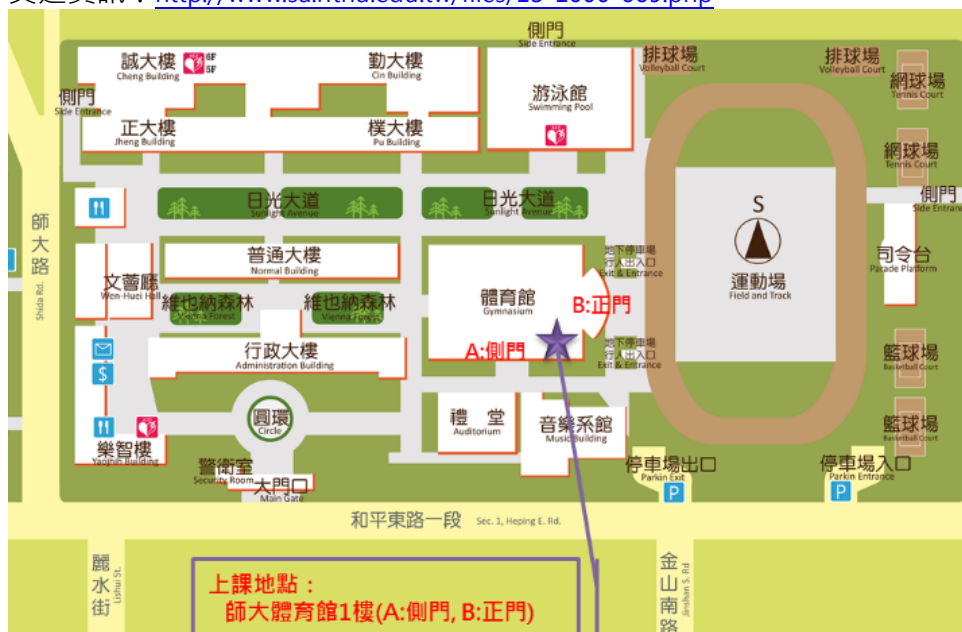 http://www.sa.ntnu.edu.tw/files/15-1000-609.php
側門
Side Entrance
誠大樓
Cheng Building
6F
5F
勤大樓
Cin Building
游泳館
Swimming Pool
排球場
Volleyball Court
排球場
Volleyball Court
網球場
Tennis Court
側門
Side Entrance
正大樓
Jheng Building
樸大樓
Pu Building
網球場
Tennis Court
日光大道
Sunlight Avenue
日光大道
Sunlight Avenue
側門
Side Entrance
師大路
Shida Rd.
S
運動場
Field and Track
司令台
Parade Platform
普通大樓
Normal Building
文薈廳
Wen-Huei Hall
維也納森林
Vienna Forest
維也納森林
Vienna Forest
體育館
Gymnasium
地下停車場
行人出入口
Exit & Entrance
B:正門
A:側門
地下停車場
行人出入口
Exit & Entrance
行政大樓
Administration Building
$
籃球場
Basketball Court
圓環
Circle
禮 堂
Auditorium
音樂系館
Music Building
籃球場
Basketball Court
樂智樓
Yaojhih Building
警衛室
Security Room
大門口
Main Gate
停車場出口
Parkin Exit
P
停車場入口
Parkin Entrance
P
和平東路一段 Sec. 1, Heping E. Rd.
麗水街
Lishui St.
金山南路
Jinshan S. Rd
上課地點：
師大體育館1樓(A:側門, B:正門)